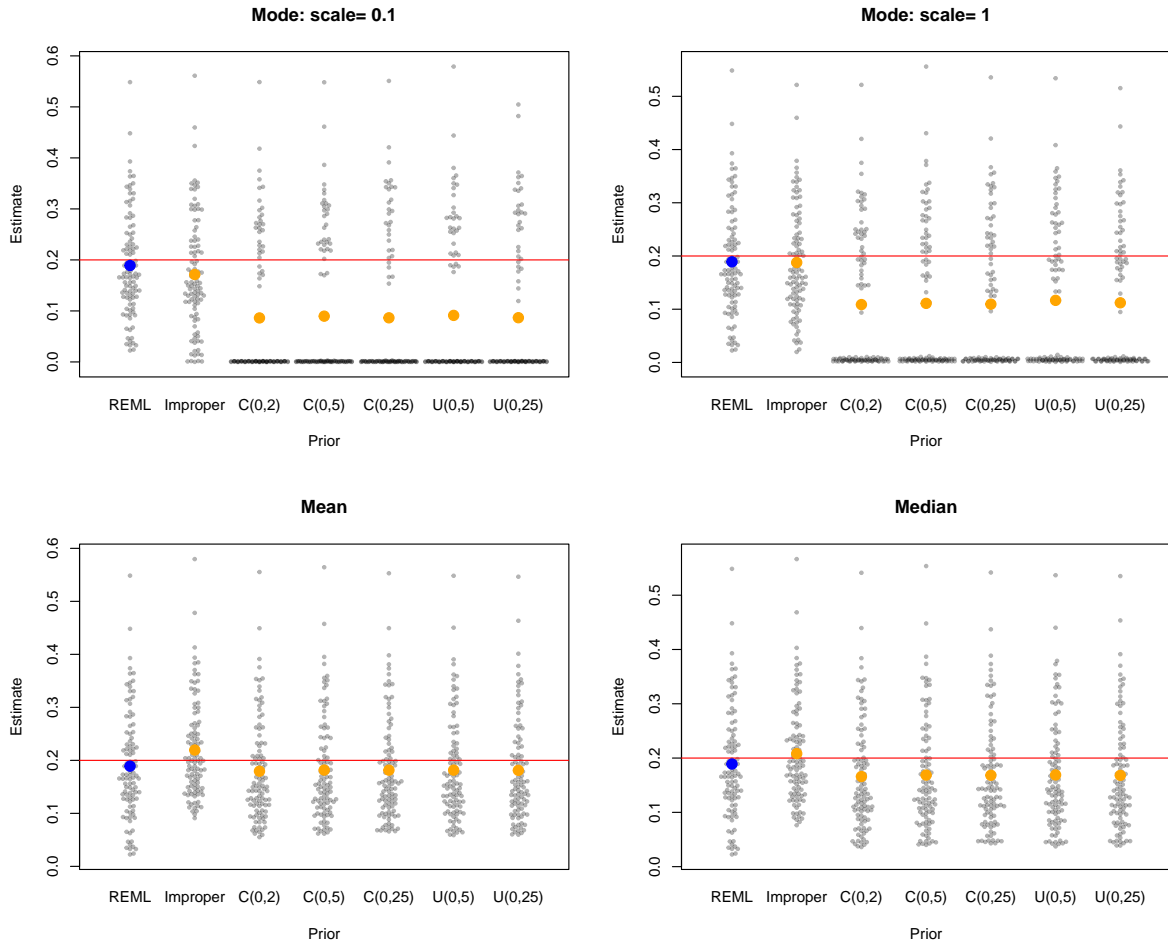 Mode: scale= 0.1
Estimate
0.6
0.5
0.4
0.3
0.2
0.1
0.0
REML Improper C(0,2) C(0,5) C(0,25) U(0,5) U(0,25)
Prior
Mode: scale= 1
Estimate
0.5
0.4
0.3
0.2
0.1
0.0
REML Improper C(0,2) C(0,5) C(0,25) U(0,5) U(0,25)
Prior
Mean
Estimate
0.6
0.5
0.4
0.3
0.2
0.1
0.0
REML Improper C(0,2) C(0,5) C(0,25) U(0,5) U(0,25)
Prior
Median
Estimate
0.5
0.4
0.3
0.2
0.1
0.0
REML Improper C(0,2) C(0,5) C(0,25) U(0,5) U(0,25)
Prior